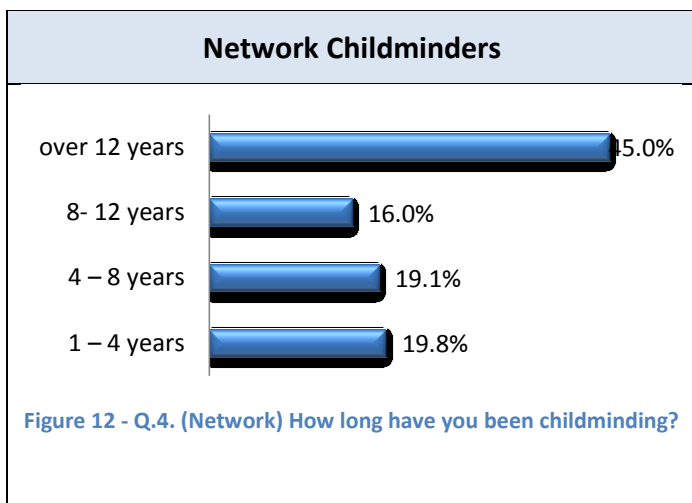 Network Childminders
over 12 years 45.0%
8- 12 years 16.0%
4 – 8 years 19.1%
1 – 4 years 19.8%
Figure 12 - Q.4. (Network) How long have you been childminding?